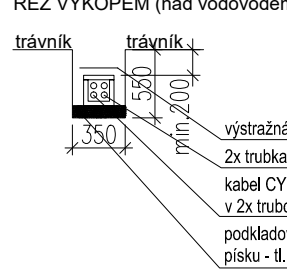 ŘEZ VÝKOPEM (nad vodovodem
trávník trávník
550
min.200
350
výstražná
2x trubka
kabel CY
v 2x trubc
podkladov
písku - tl.